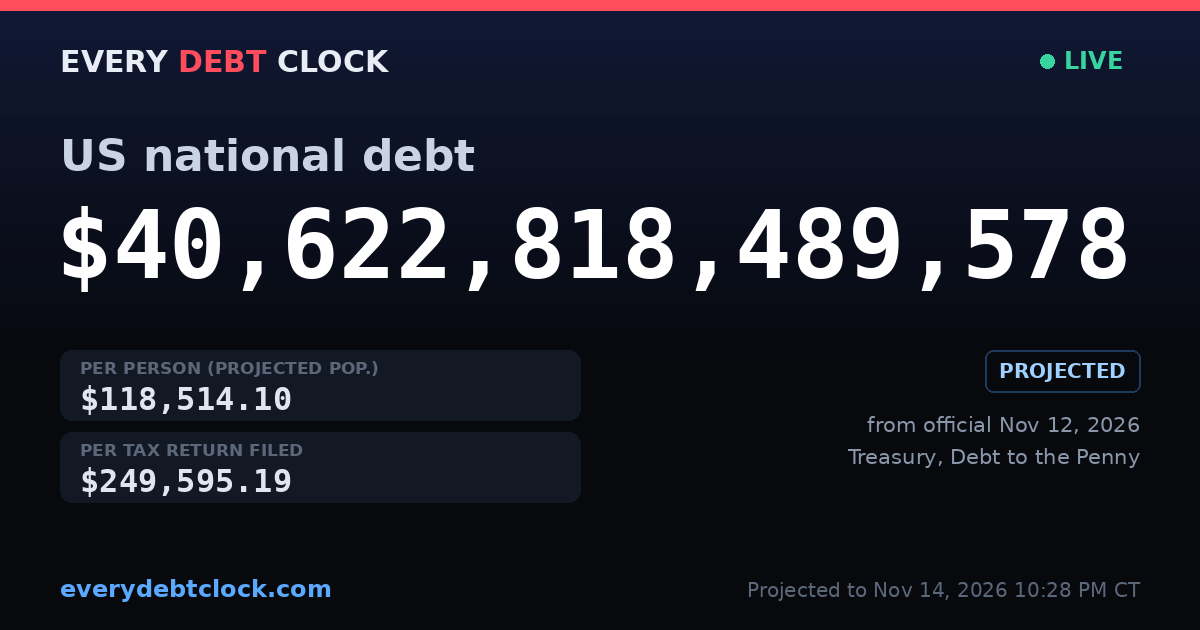 EVERY DEBT CLOCK
LIVE
US national debt
$40,622,818,489,578
PER PERSON (PROJECTED POP.)
$118,514.10
PER TAX RETURN FILED
$249,595.19
PROJECTED
from official Nov 12, 2026
Treasury, Debt to the Penny
everydebtclock.com
Projected to Nov 14, 2026 10:28 PM CT